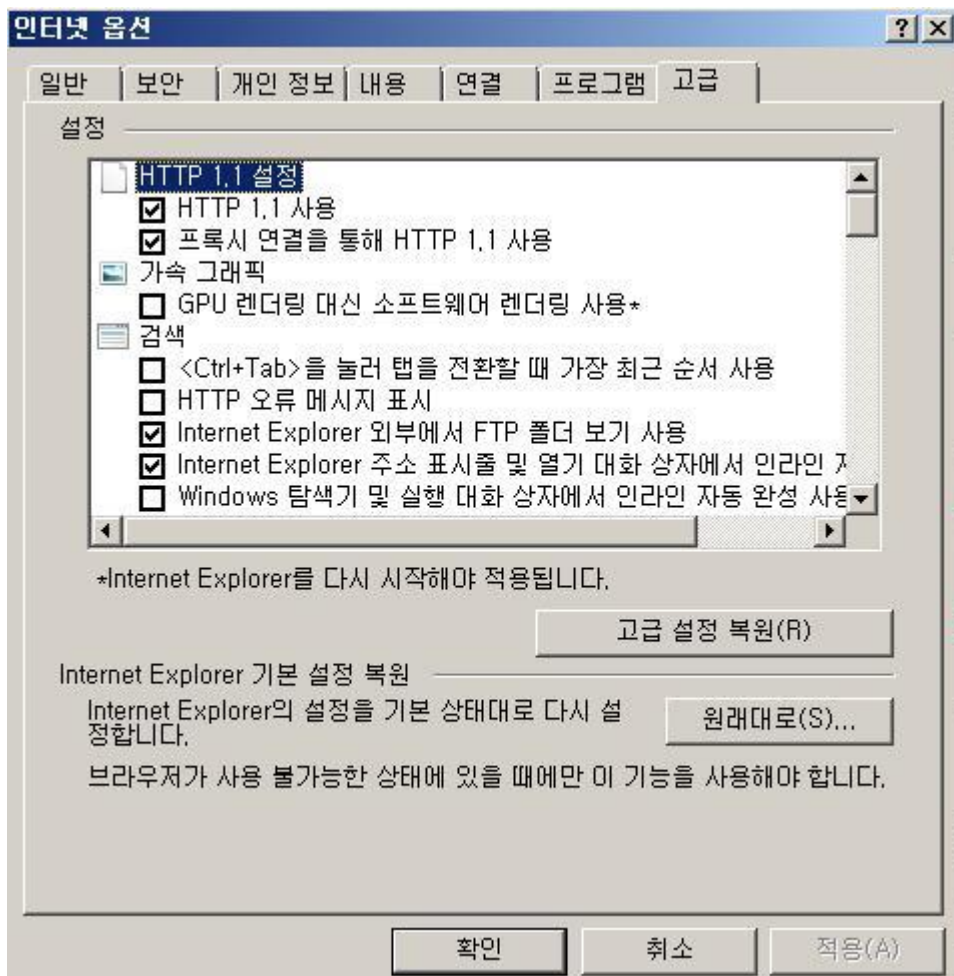 인터넷 옵션
일반 보안 개인 정보 내용 연결 프로그램 고급
설정
HTTP 1.1 설정
HTTP 1.1 사용
프록시 연결을 통해 HTTP 1.1 사용
가속 그래픽
GPU 렌더링 대신 소프트웨어 렌더링 사용*
검색
<Ctrl+Tab>을 눌러 탭을 전환할 때 가장 최근 순서 사용
HTTP 오류 메시지 표시
Internet Explorer 외부에서 FTP 폴더 보기 사용
Internet Explorer 주소 표시줄 및 열기 대화 상자에서 인라인
Windows 탐색기 및 실행 대화 상자에서 인라인 자동 완성 사용
*Internet Explorer를 다시 시작해야 적용됩니다.
고급 설정 복원(R)
Internet Explorer 기본 설정 복원
Internet Explorer의 설정을 기본 상태대로 다시 설
정합니다.
원래대로(S)...
브라우저가 사용 불가능한 상태에 있을 때에만 이 기능을 사용해야 합니다.
확인 취소 적용(A)